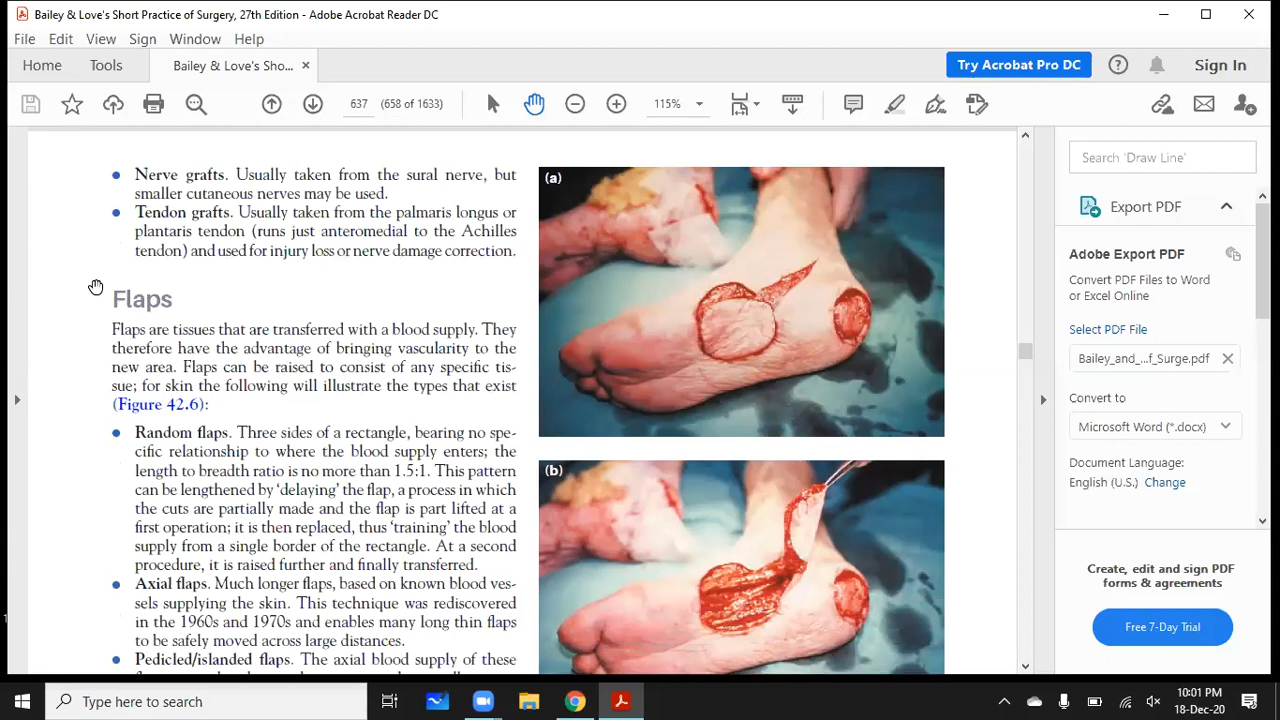 Bailey & Love's Short Practice of Surgery, 27th Edition - Adobe Acrobat Reader DC
File Edit View Sign Window Help
Home Tools Bailey & Love's Sho... × Try Acrobat Pro DC Sign In
637 (658 of 1633) 115%
Nerve grafts. Usually taken from the sural nerve, but
smaller cutaneous nerves may be used.
Tendon grafts. Usually taken from the palmaris longus or
plantaris tendon (runs just anteromedial to the Achilles
tendon) and used for injury loss or nerve damage correction.
Flaps
Flaps are tissues that are transferred with a blood supply. They
therefore have the advantage of bringing vascularity to the
new area. Flaps can be raised to consist of any specific tis-
sue; for skin the following will illustrate the types that exist
(Figure 42.6):
Random flaps. Three sides of a rectangle, bearing no spe-
cific relationship to where the blood supply enters; the
length to breadth ratio is no more than 1.5:1. This pattern
can be lengthened by 'delaying' the flap, a process in which
the cuts are partially made and the flap is part lifted at a
first operation; it is then replaced, thus 'training' the blood
supply from a single border of the rectangle. At a second
procedure, it is raised further and finally transferred.
Axial flaps. Much longer flaps, based on known blood ves-
sels supplying the skin. This technique was rediscovered
in the 1960s and 1970s and enables many long thin flaps
to be safely moved across large distances.
Pedicled/islanded flaps. The axial blood supply of these
(a)
(b)
Search 'Draw Line'
Export PDF
Adobe Export PDF
Convert PDF Files to Word
or Excel Online
Select PDF File
Bailey_and_...f_Surge.pdf ×
Convert to
Microsoft Word (*.docx)
Document Language:
English (U.S.) Change
Create, edit and sign PDF
forms & agreements
Free 7-Day Trial
Type here to search
10:01 PM
18-Dec-20